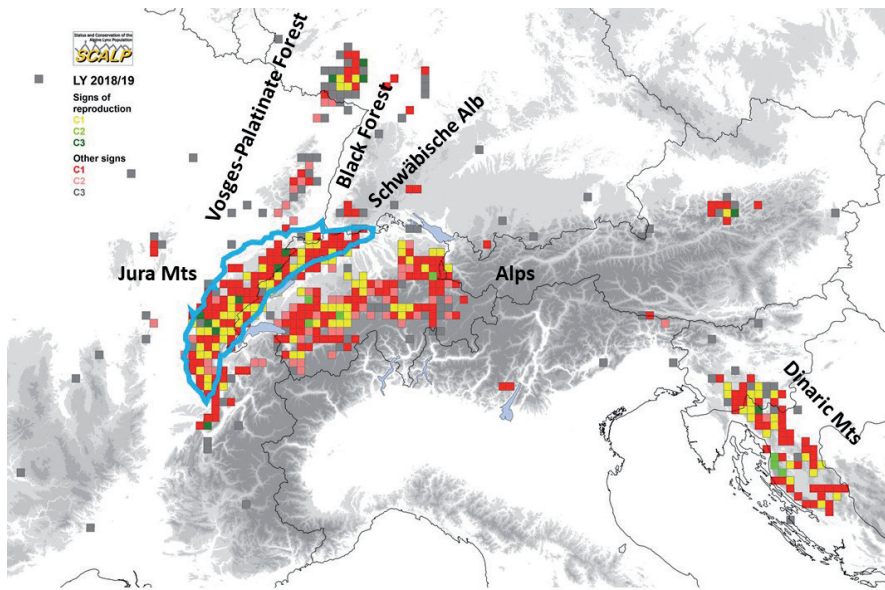 Status and Conservation of the
Alpine Lynx Population
SCALP
LY 2018/19
Signs of
reproduction
C1
C2
C3
Other signs
C1
C2
C3
Vosges-Palatinate Forest
Black Forest
Schwäbische Alb
Jura Mts
Alps
Dinaric Mts